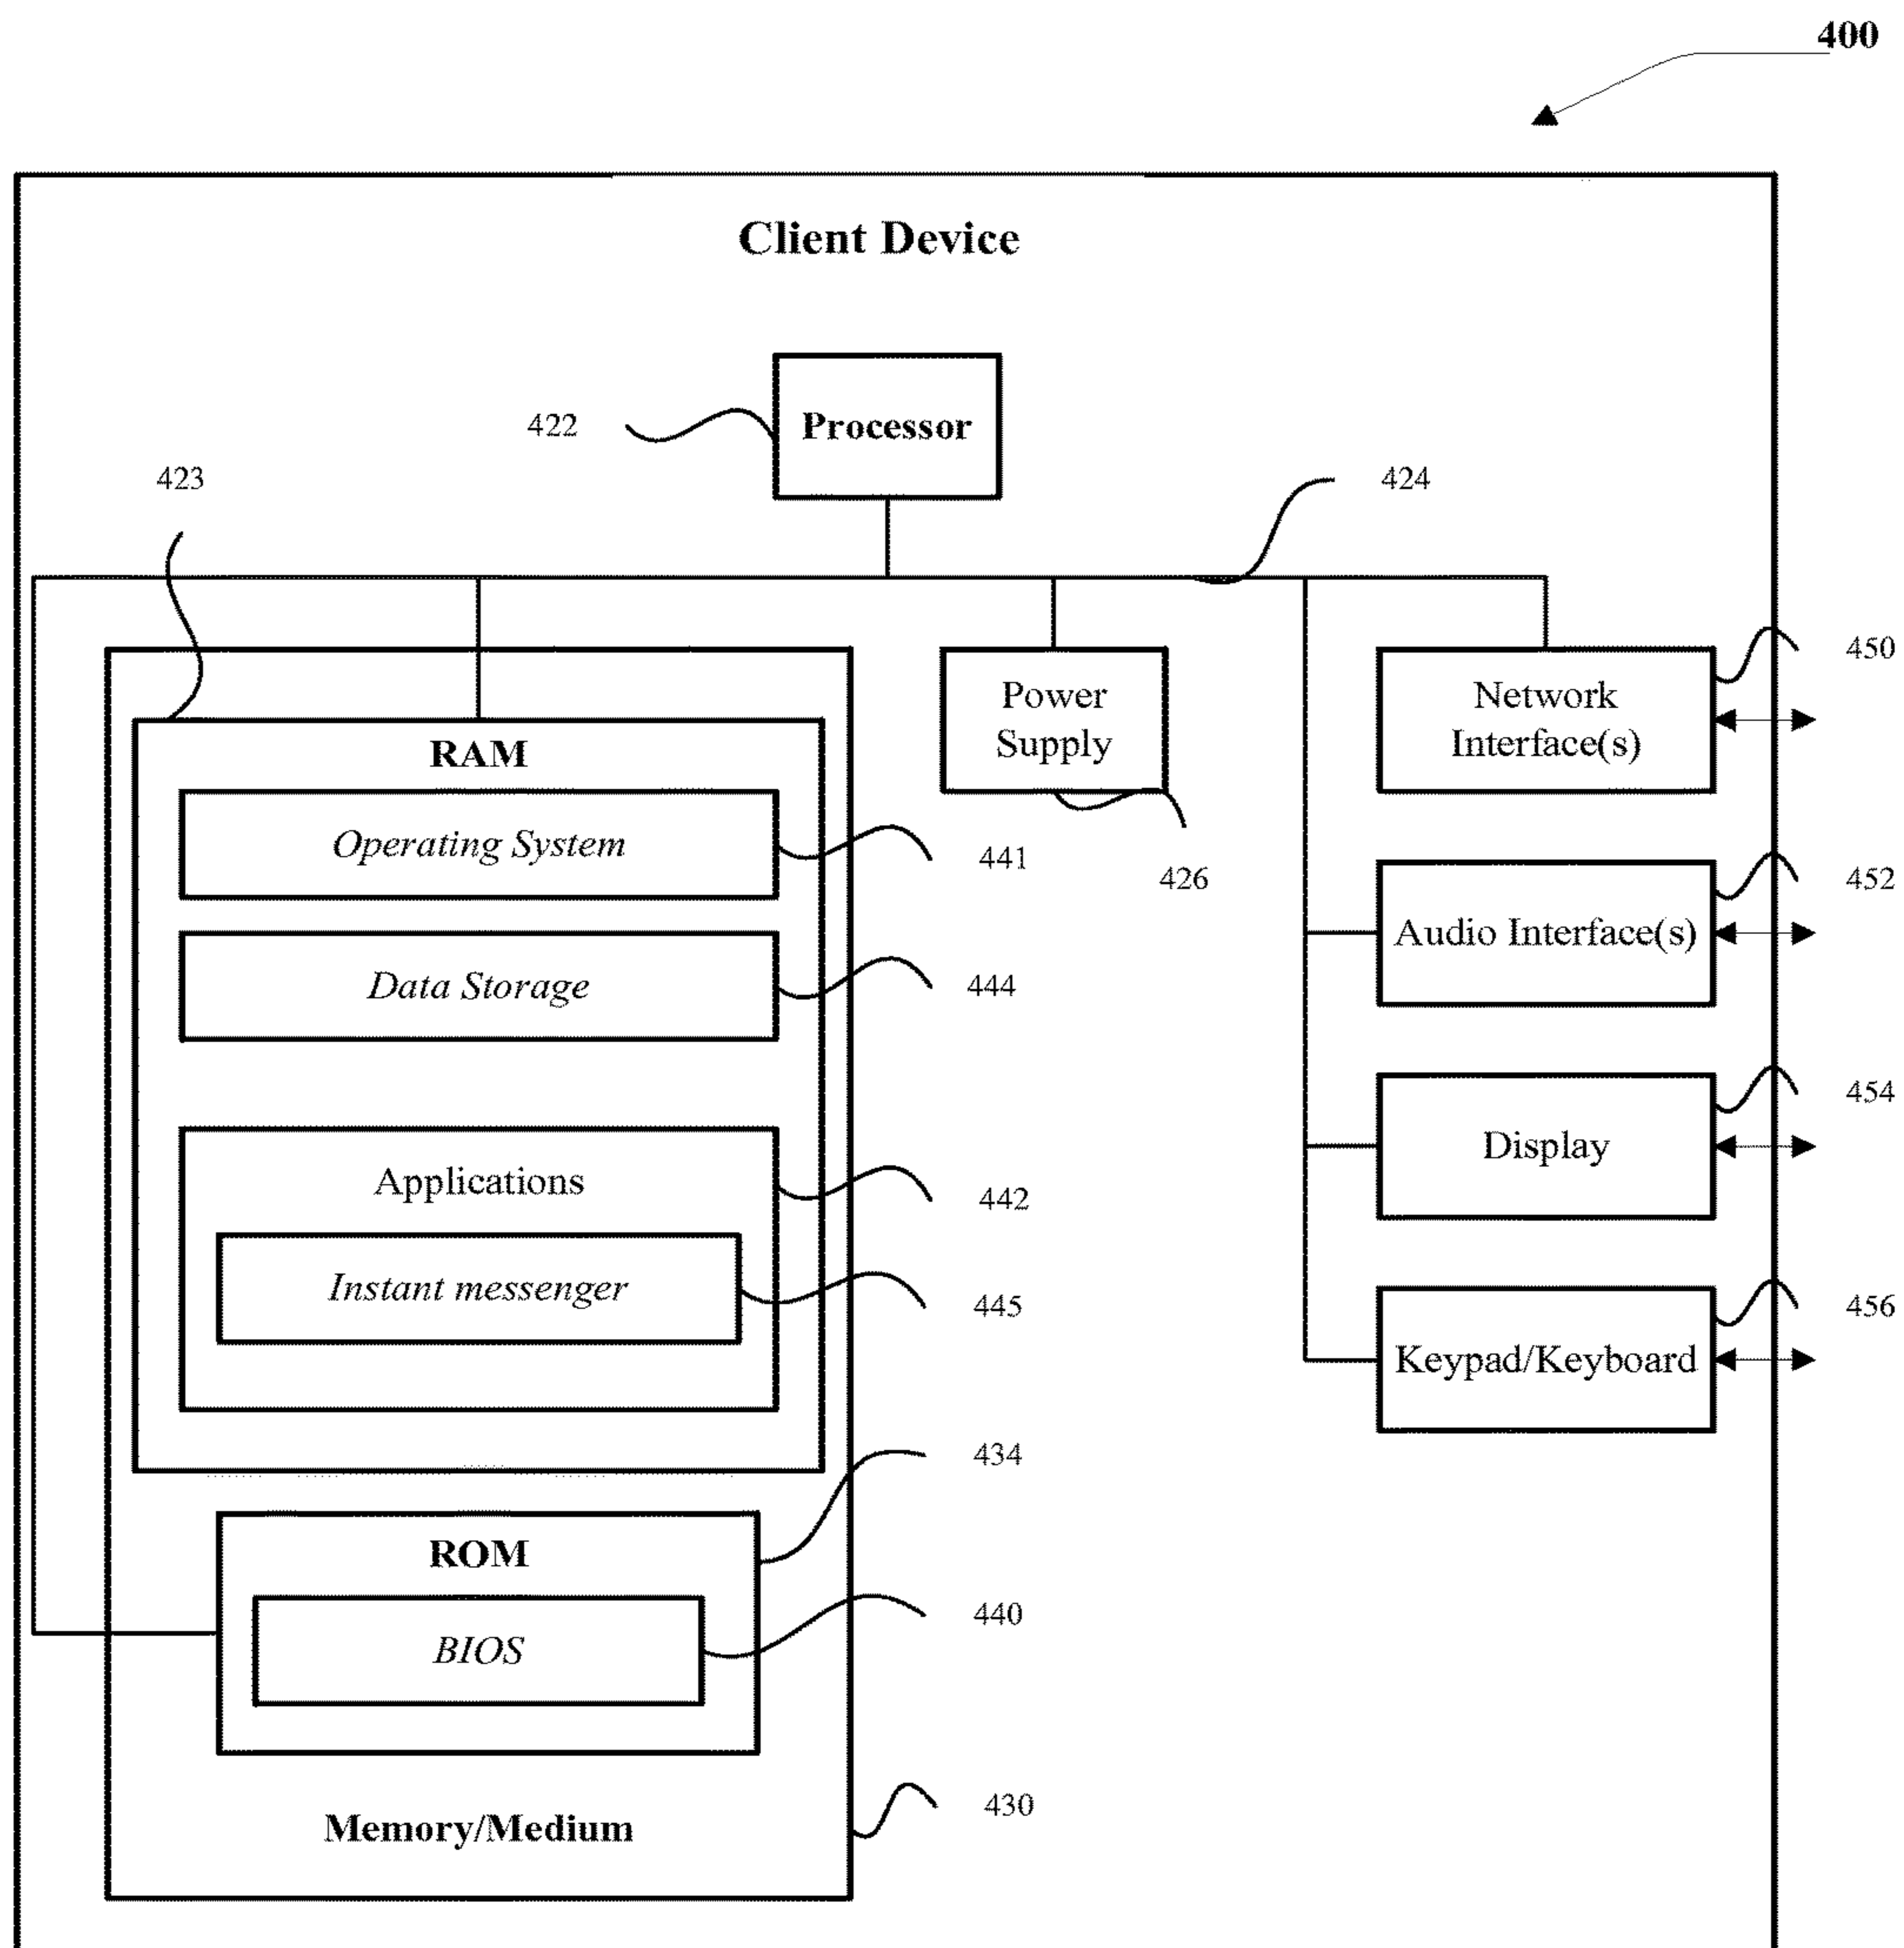 400
Client Device
422
Processor
423
424
450
Network
Interface(s)
Power
Supply
RAM
Operating System
441
426
452
Audio Interface(s)
Data Storage
444
454
Display
Applications
442
Instant messenger
445
456
Keypad/Keyboard
434
ROM
440
BIOS
430
Memory/Medium